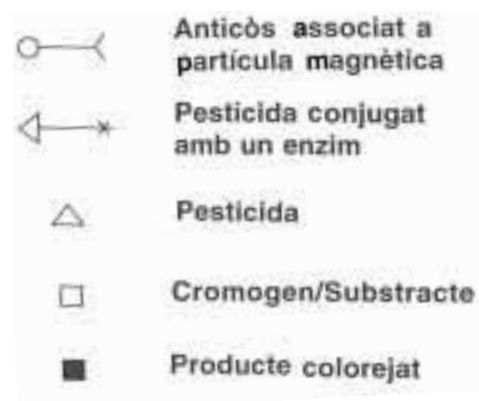 Anticòs associat a
partícula magnètica
Pesticida conjugat
amb un enzim
Pesticida
Cromogen/Substracte
Producte colorejat